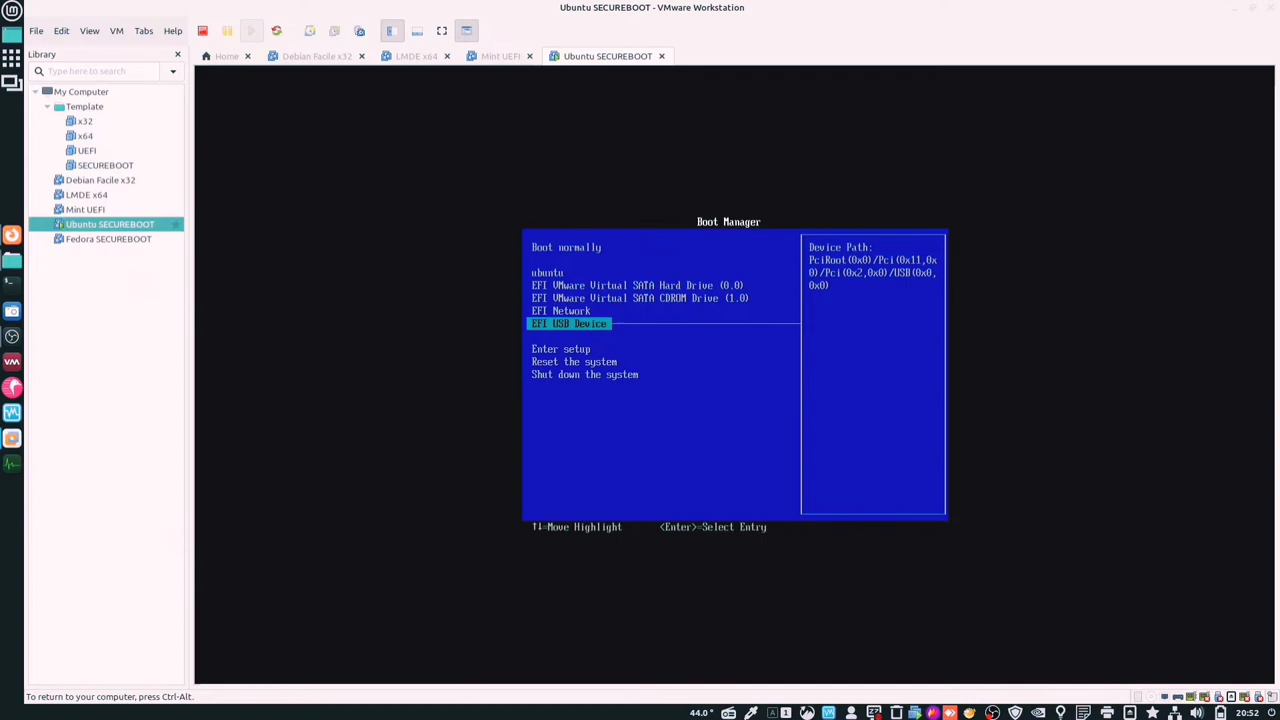 Ubuntu SECUREBOOT - VMware Workstation
File Edit View VM Tabs Help
Library
Home
Debian Facile x32
LMDE x64
Mint UEFI
Ubuntu SECUREBOOT
Type here to search
My Computer
Template
x32
x64
UEFI
SECUREBOOT
Debian Facile x32
LMDE x64
Mint UEFI
Ubuntu SECUREBOOT
Fedora SECUREBOOT
Boot Manager
Boot normally
ubuntu
EFI VMware Virtual SATA Hard Drive (0.0)
EFI VMware Virtual SATA CDROM Drive (1.0)
EFI Network
EFI USB Device
Enter setup
Reset the system
Shut down the system
Device Path:
PciRoot(0x0)/Pci(0x11,0x
0)/Pci(0x2,0x0)/USB(0x0,
0x0)
↑↓=Move Highlight <Enter>=Select Entry
To return to your computer, press Ctrl-Alt.
44.0° A 1 20:52